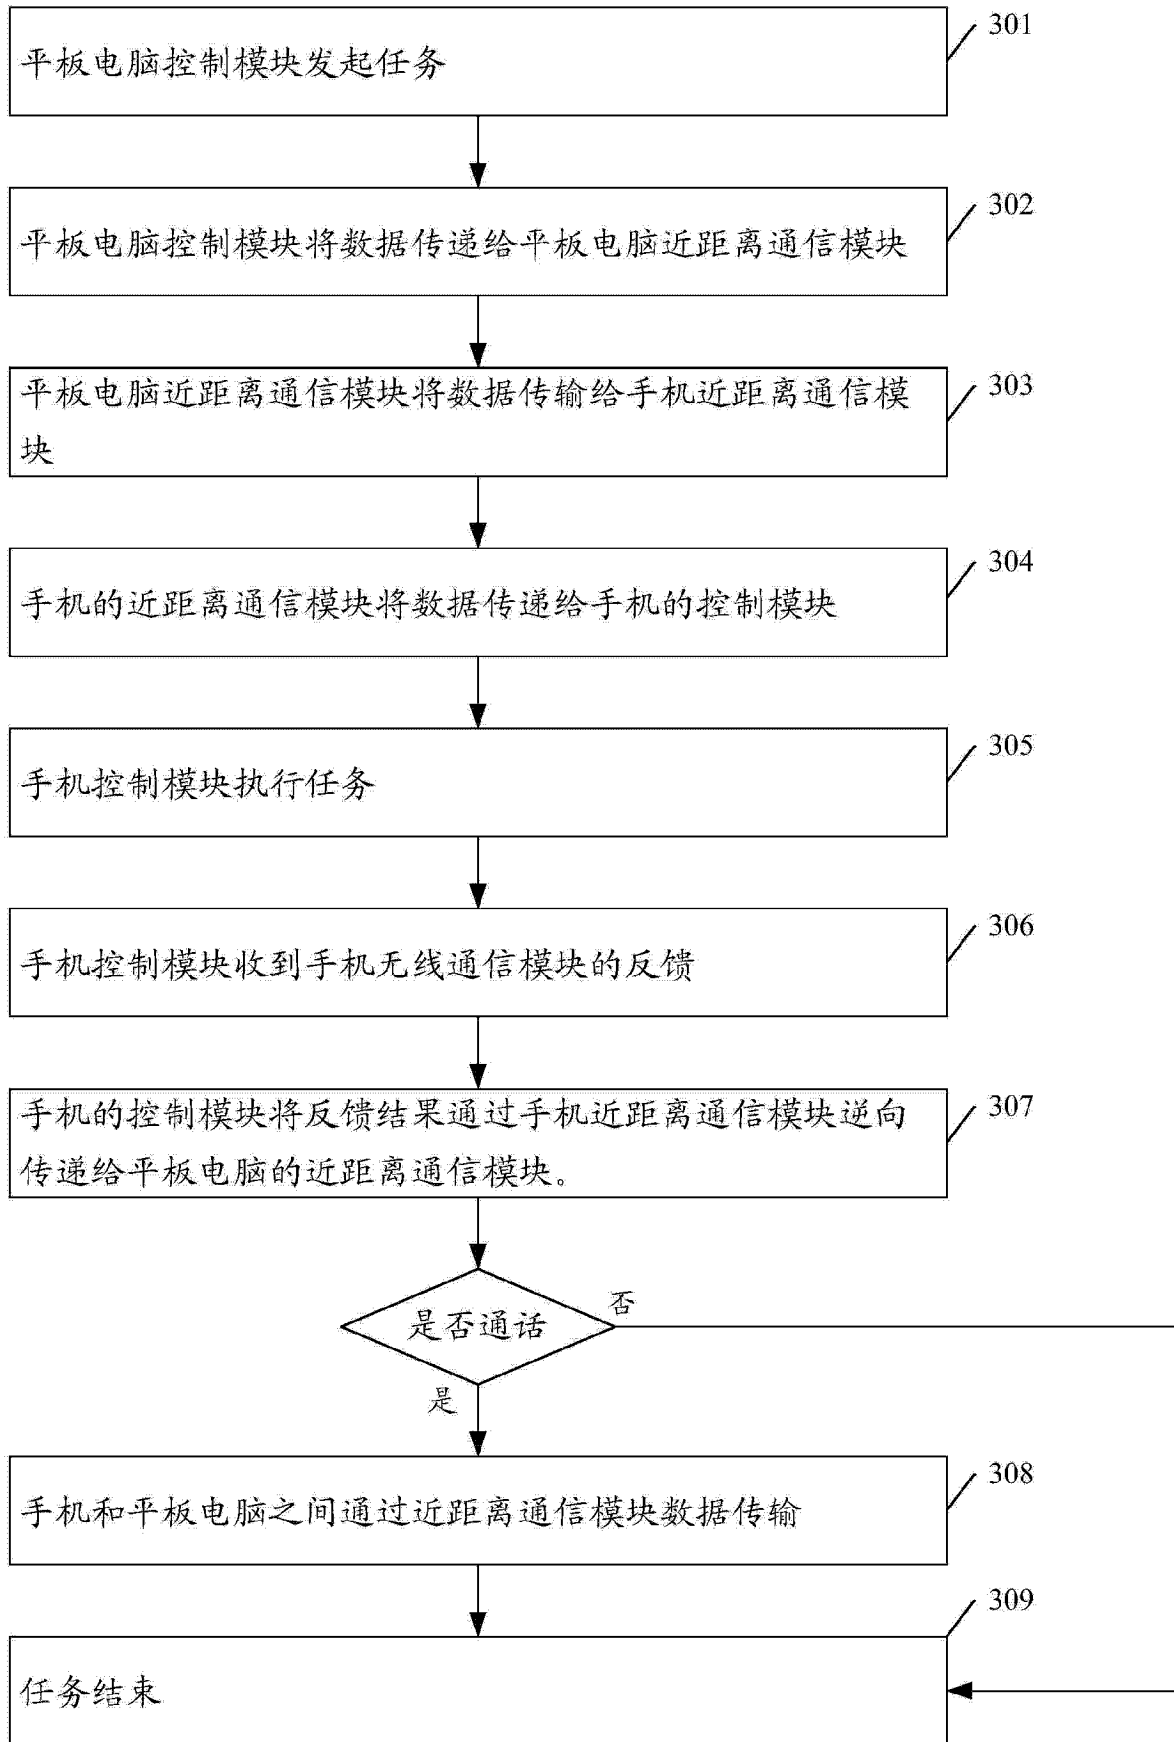 301
平板电脑控制模块发起任务
302
平板电脑控制模块将数据传递给平板电脑近距离通信模块
303
平板电脑近距离通信模块将数据传输给手机近距离通信模
块
304
手机的近距离通信模块将数据传递给手机的控制模块
305
手机控制模块执行任务
306
手机控制模块收到手机无线通信模块的反馈
307
手机的控制模块将反馈结果通过手机近距离通信模块逆向
传递给平板电脑的近距离通信模块。
是否通话
否
是
308
手机和平板电脑之间通过近距离通信模块数据传输
309
任务结束